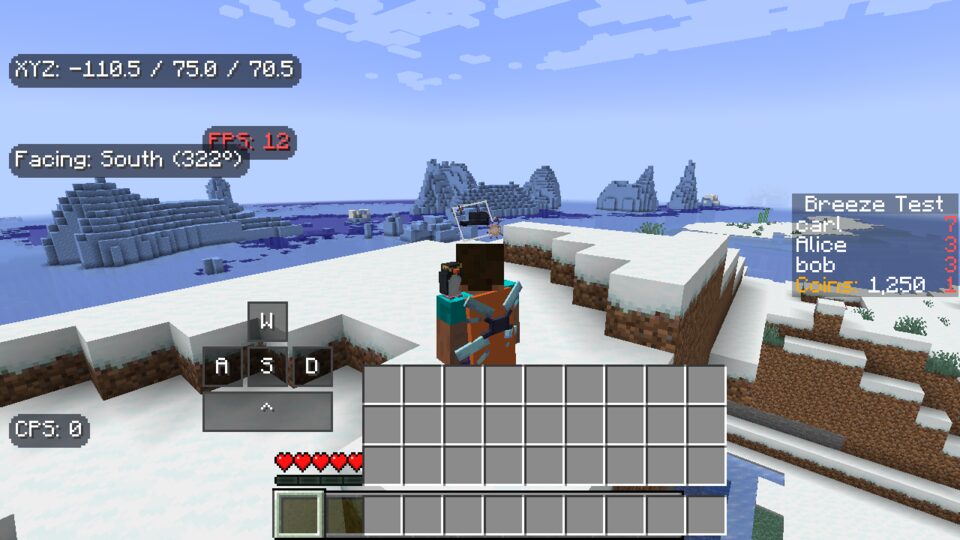 XYZ: -110.5 / 75.0 / 70.5
FPS: 12
Facing: South (322º)
Breeze Test
carl 7
Alice 3
bob 3
Coins: 1,250 1
W
A S D
^
CPS: 0